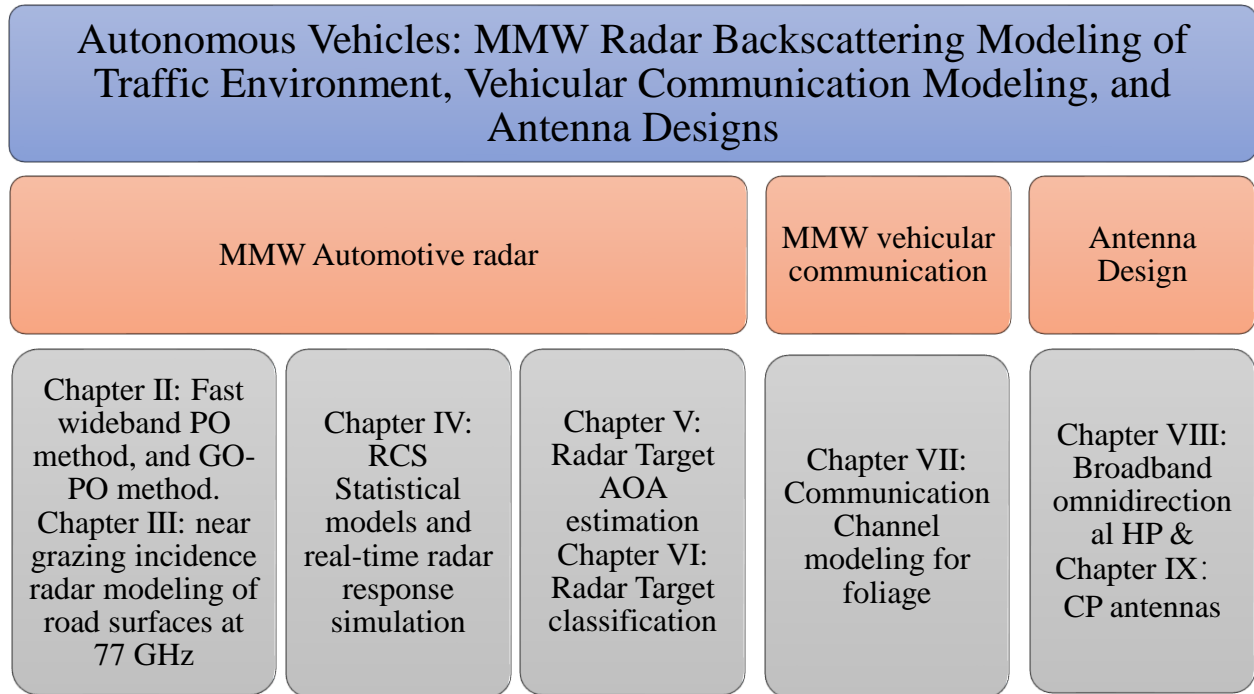 Autonomous Vehicles: MMW Radar Backscattering Modeling of
Traffic Environment, Vehicular Communication Modeling, and
Antenna Designs
MMW Automotive radar
MMW vehicular
communication
Antenna
Design
Chapter II: Fast
wideband PO
method, and GO-
PO method.
Chapter III: near
grazing incidence
radar modeling of
road surfaces at
77 GHz
Chapter IV:
RCS
Statistical
models and
real-time radar
response
simulation
Chapter V:
Radar Target
AOA
estimation
Chapter VI:
Radar Target
classification
Chapter VII:
Communication
Channel
modeling for
foliage
Chapter VIII:
Broadband
omnidirection
al HP &
Chapter IX：
CP antennas